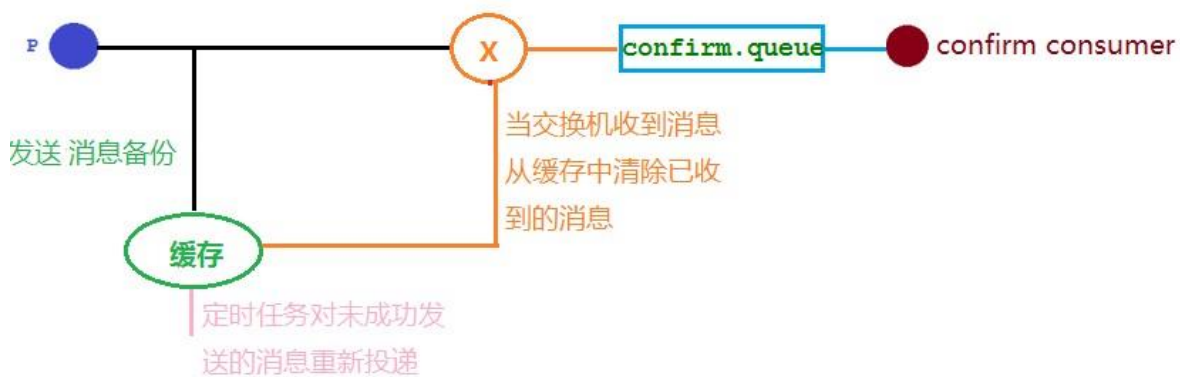 P
X
confirm.queue
confirm consumer
当交换机收到消息
从缓存中清除已收
到的消息
发送 消息备份
缓存
定时任务对未成功发
送的消息重新投递